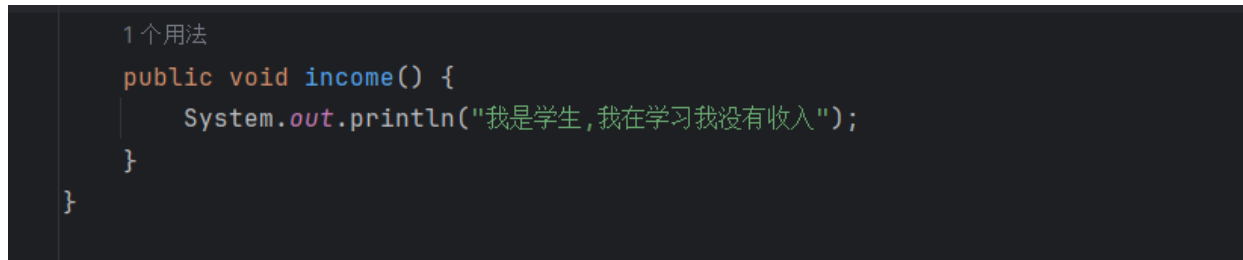 1个用法
public void income() {
System.out.println("我是学生,我在学习我没有收入");
}
}